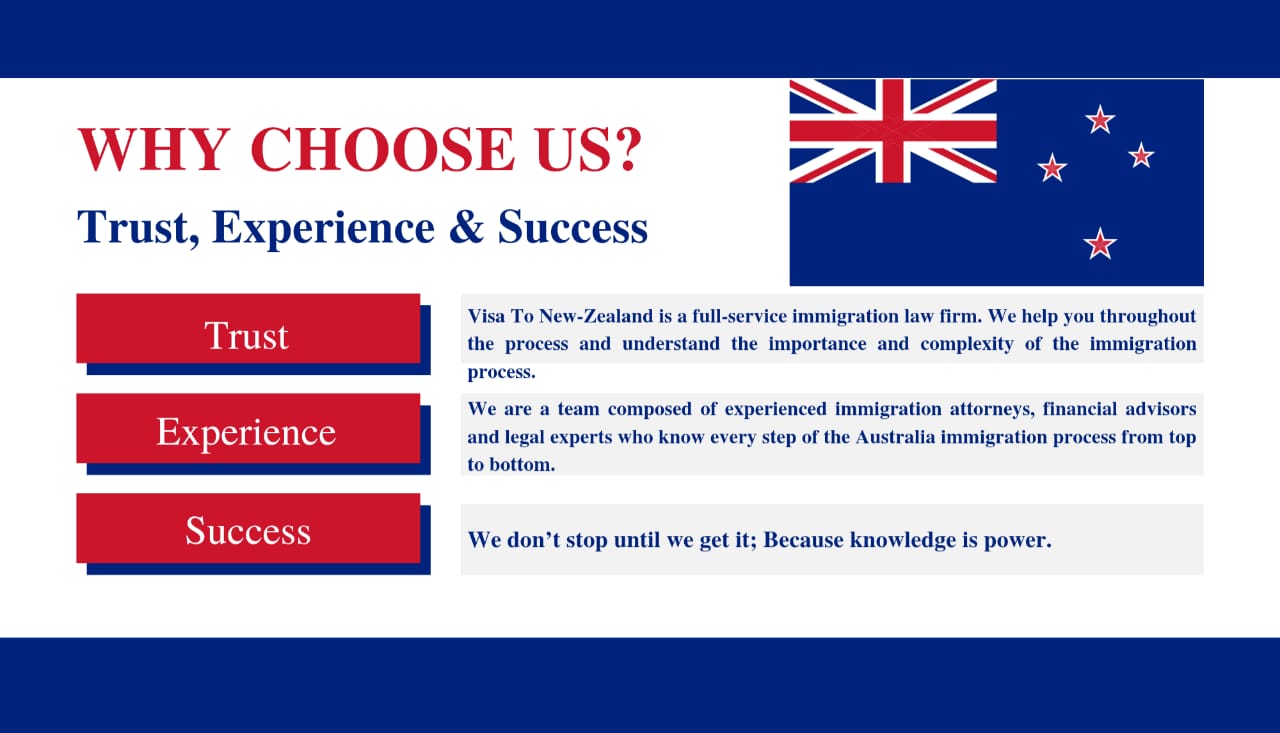 WHY CHOOSE US?
Trust, Experience & Success
Trust
Visa To New-Zealand is a full-service immigration law firm. We help you throughout
the process and understand the importance and complexity of the immigration
process.
Experience
We are a team composed of experienced immigration attorneys, financial advisors
and legal experts who know every step of the Australia immigration process from top
to bottom.
Success
We don’t stop until we get it; Because knowledge is power.